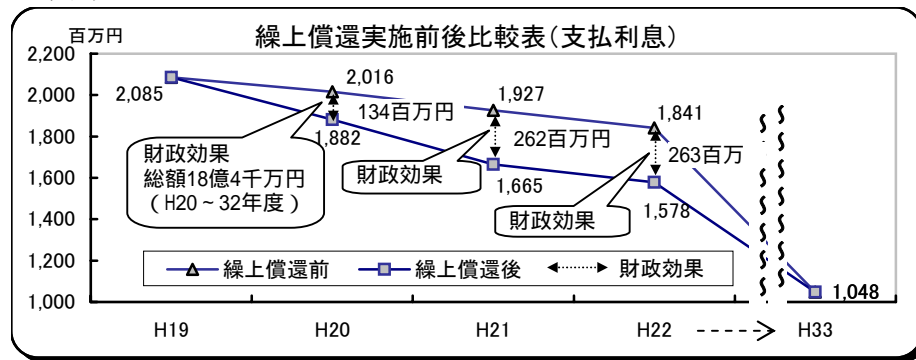 百万円
繰上償還実施前後比較表(支払利息)
2,200
2,000
1,800
1,600
1,400
1,200
1,000
2,085
2,016
1,927
1,841
134百万円
262百万円
263百万
1,882
1,665
1,578
財政効果
総額18億4千万円
(H20~32年度)
財政効果
財政効果
繰上償還前
繰上償還後
財政効果
1,048
H19
H20
H21
H22
H33